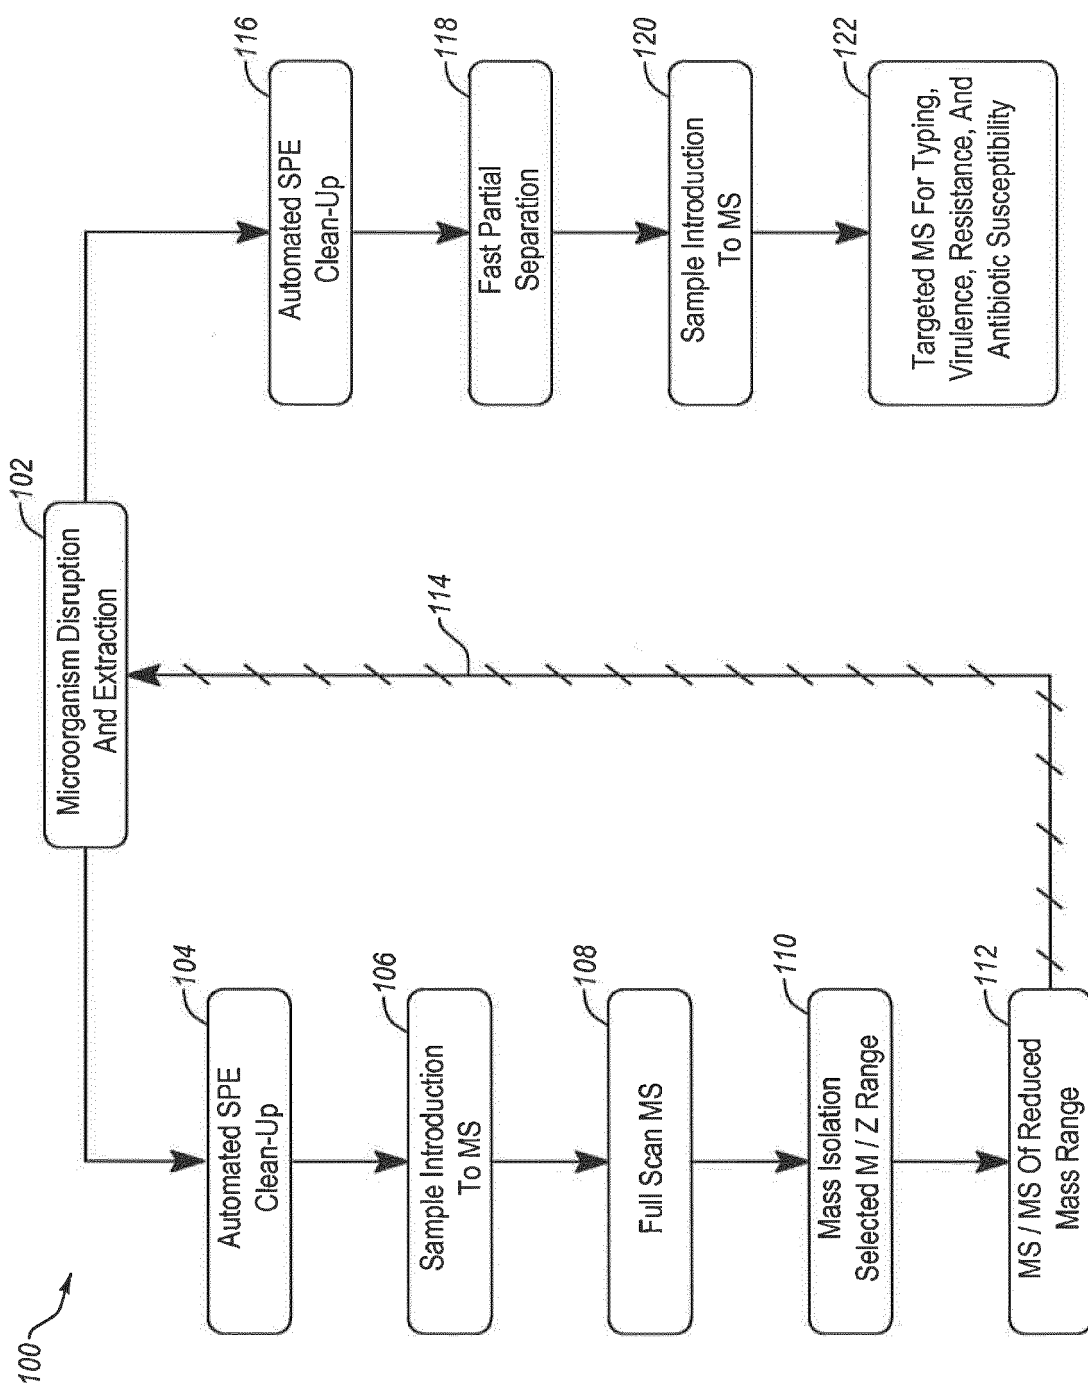 100
102
Microorganism Disruption
And Extraction
104
Automated SPE
Clean-Up
106
Sample Introduction
To MS
108
Full Scan MS
110
Mass Isolation
Selected M / Z Range
112
MS / MS Of Reduced
Mass Range
114
116
Automated SPE
Clean-Up
118
Fast Partial
Separation
120
Sample Introduction
To MS
122
Targeted MS For Typing,
Virulence, Resistance, And
Antibiotic Susceptibility